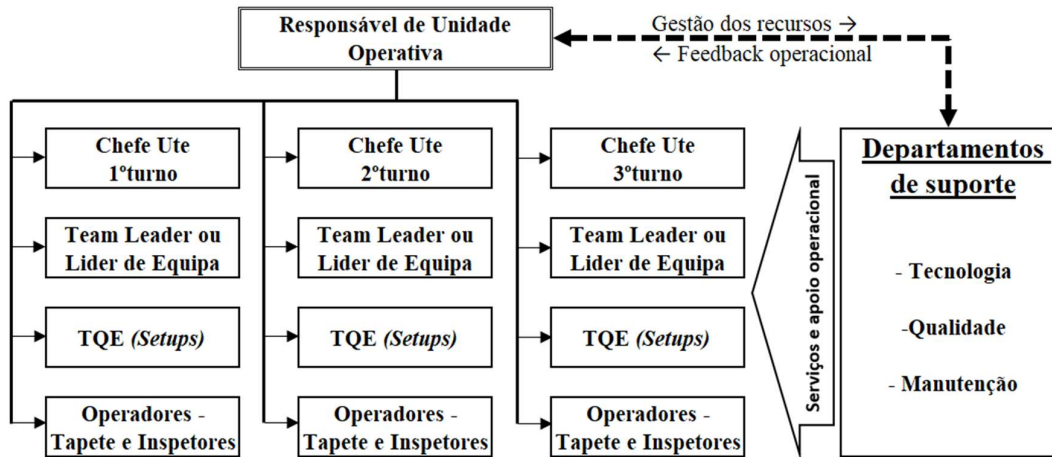 Responsável de Unidade
Operativa
Gestão dos recursos →
← Feedback operacional
Chefe Ute
1ºturno
Chefe Ute
2ºturno
Chefe Ute
3ºturno
Team Leader ou
Lider de Equipa
Team Leader ou
Lider de Equipa
Team Leader ou
Lider de Equipa
TQE (Setups)
TQE (Setups)
TQE (Setups)
Operadores -
Tapete e Inspetores
Operadores -
Tapete e Inspetores
Operadores -
Tapete e Inspetores
Serviços e apoio operacional
Departamentos
de suporte
- Tecnologia
-Qualidade
- Manutenção